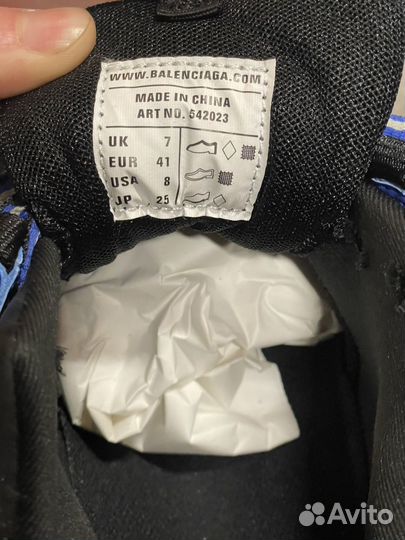 WWW.BALENCIAGA.COM
MADE IN CHINA
ART NO. 542023
UK 7
EUR 41
USA 8
JP 25
Avito